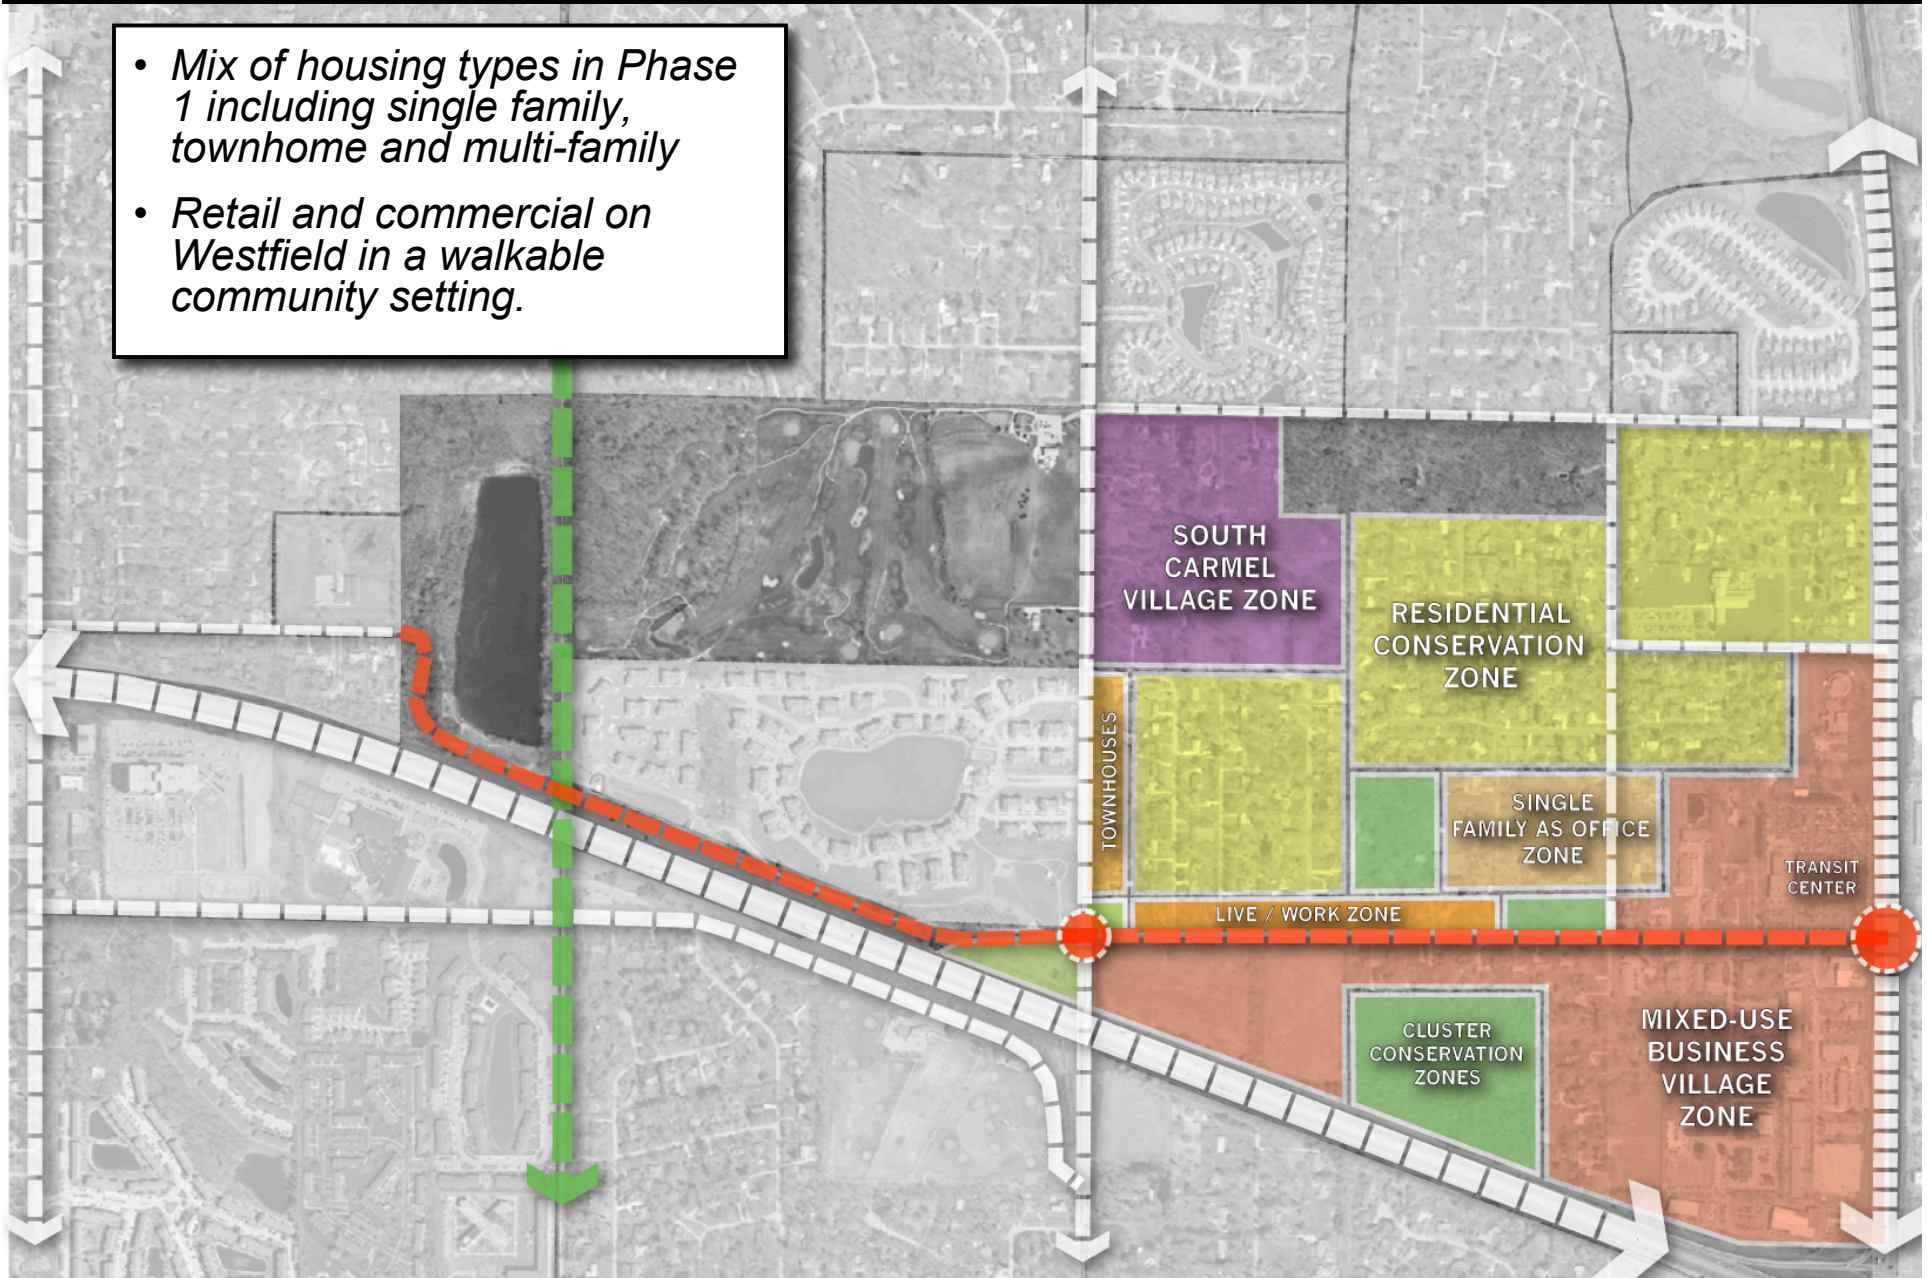 • Mix of housing types in Phase
1 including single family,
townhome and multi-family
• Retail and commercial on
Westfield in a walkable
community setting.
SOUTH
CARMEL
VILLAGE ZONE
RESIDENTIAL
CONSERVATION
ZONE
TOWNHOUSES
SINGLE
FAMILY AS OFFICE
ZONE
TRANSIT
CENTER
LIVE / WORK ZONE
CLUSTER
CONSERVATION
ZONES
MIXED-USE
BUSINESS
VILLAGE
ZONE